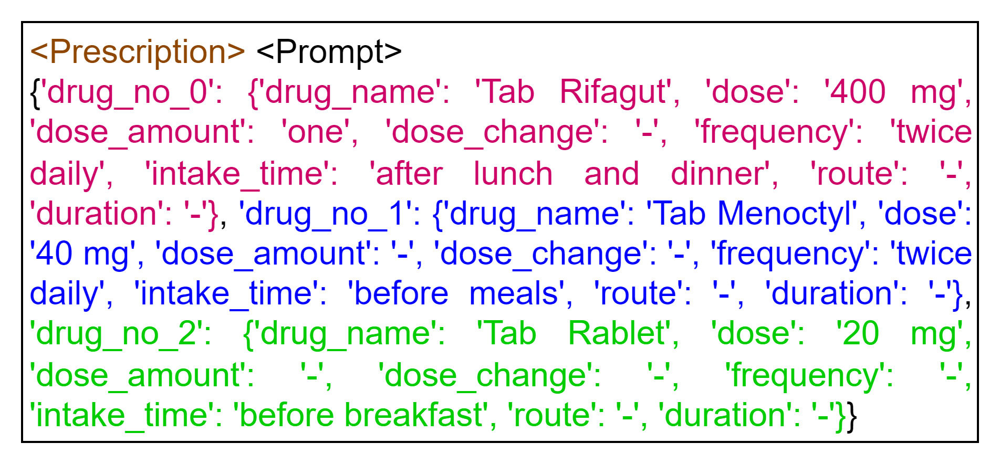 <Prescription> <Prompt>
{'drug_no_0': {'drug_name': 'Tab Rifagut', 'dose': '400 mg',
'dose_amount': 'one', 'dose_change': '-', 'frequency': 'twice
daily', 'intake_time': 'after lunch and dinner', 'route': '-',
'duration': '-'}, 'drug_no_1': {'drug_name': 'Tab Menoctyl', 'dose':
'40 mg', 'dose_amount': '-', 'dose_change': '-', 'frequency': 'twice
daily', 'intake_time': 'before meals', 'route': '-', 'duration': '-'},
'drug_no_2': {'drug_name': 'Tab Rablet', 'dose': '20 mg',
'dose_amount': '-', 'dose_change': '-', 'frequency': '-',
'intake_time': 'before breakfast', 'route': '-', 'duration': '-'}}